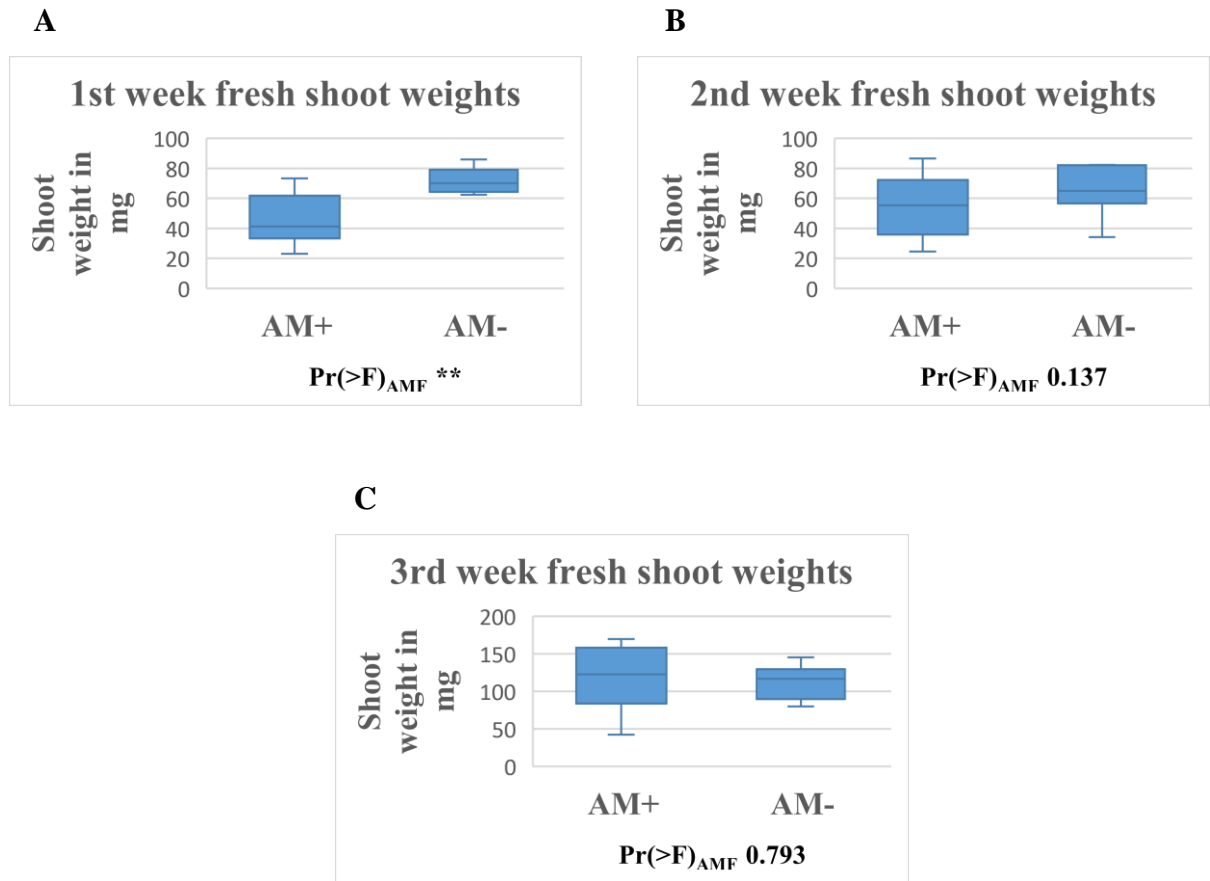 A
1st week fresh shoot weights
Shoot
weight in
mg
100
80
60
40
20
0
AM+ AM-
Pr(>F)AMF **
B
2nd week fresh shoot weights
Shoot
weight in
mg
100
80
60
40
20
0
AM+ AM-
Pr(>F)AMF 0.137
C
3rd week fresh shoot weights
Shoot
weight in
mg
200
150
100
50
0
AM+ AM-
Pr(>F)AMF 0.793